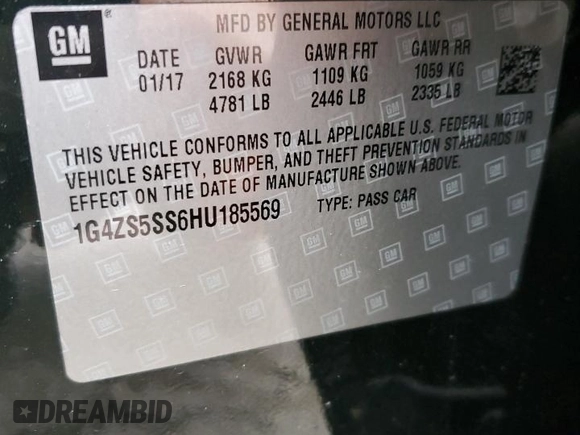 GM
MFD BY GENERAL MOTORS LLC
DATE GVWR GAWR FRT GAWR RR
01/17 2168 KG 1109 KG 1059 KG
4781 LB 2446 LB 2335 LB
THIS VEHICLE CONFORMS TO ALL APPLICABLE U.S. FEDERAL MOTOR
VEHICLE SAFETY, BUMPER, AND THEFT PREVENTION STANDARDS IN
EFFECT ON THE DATE OF MANUFACTURE SHOWN ABOVE.
1G4ZS5SS6HU185569 TYPE: PASS CAR
DREAMBID